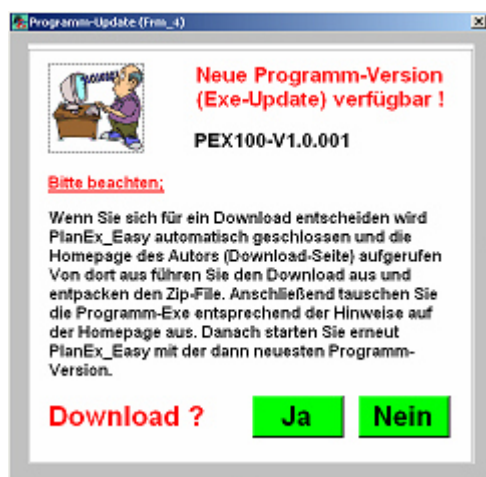 Programm-Update (Frm_4)
Neue Programm-Version
(Exe-Update) verfügbar !
PEX100-V1.0.001
Bitte beachten;
Wenn Sie sich für ein Download entscheiden wird
PlanEx_Easy automatisch geschlossen und die
Homepage des Autors (Download-Seite) aufgerufen
Von dort aus führen Sie den Download aus und
entpacken den Zip-File. Anschließend tauschen Sie
die Programm-Exe entsprechend der Hinweise auf
der Homepage aus. Danach starten Sie erneut
PlanEx_Easy mit der dann neuesten Programm-
Version.
Download ?
Ja
Nein